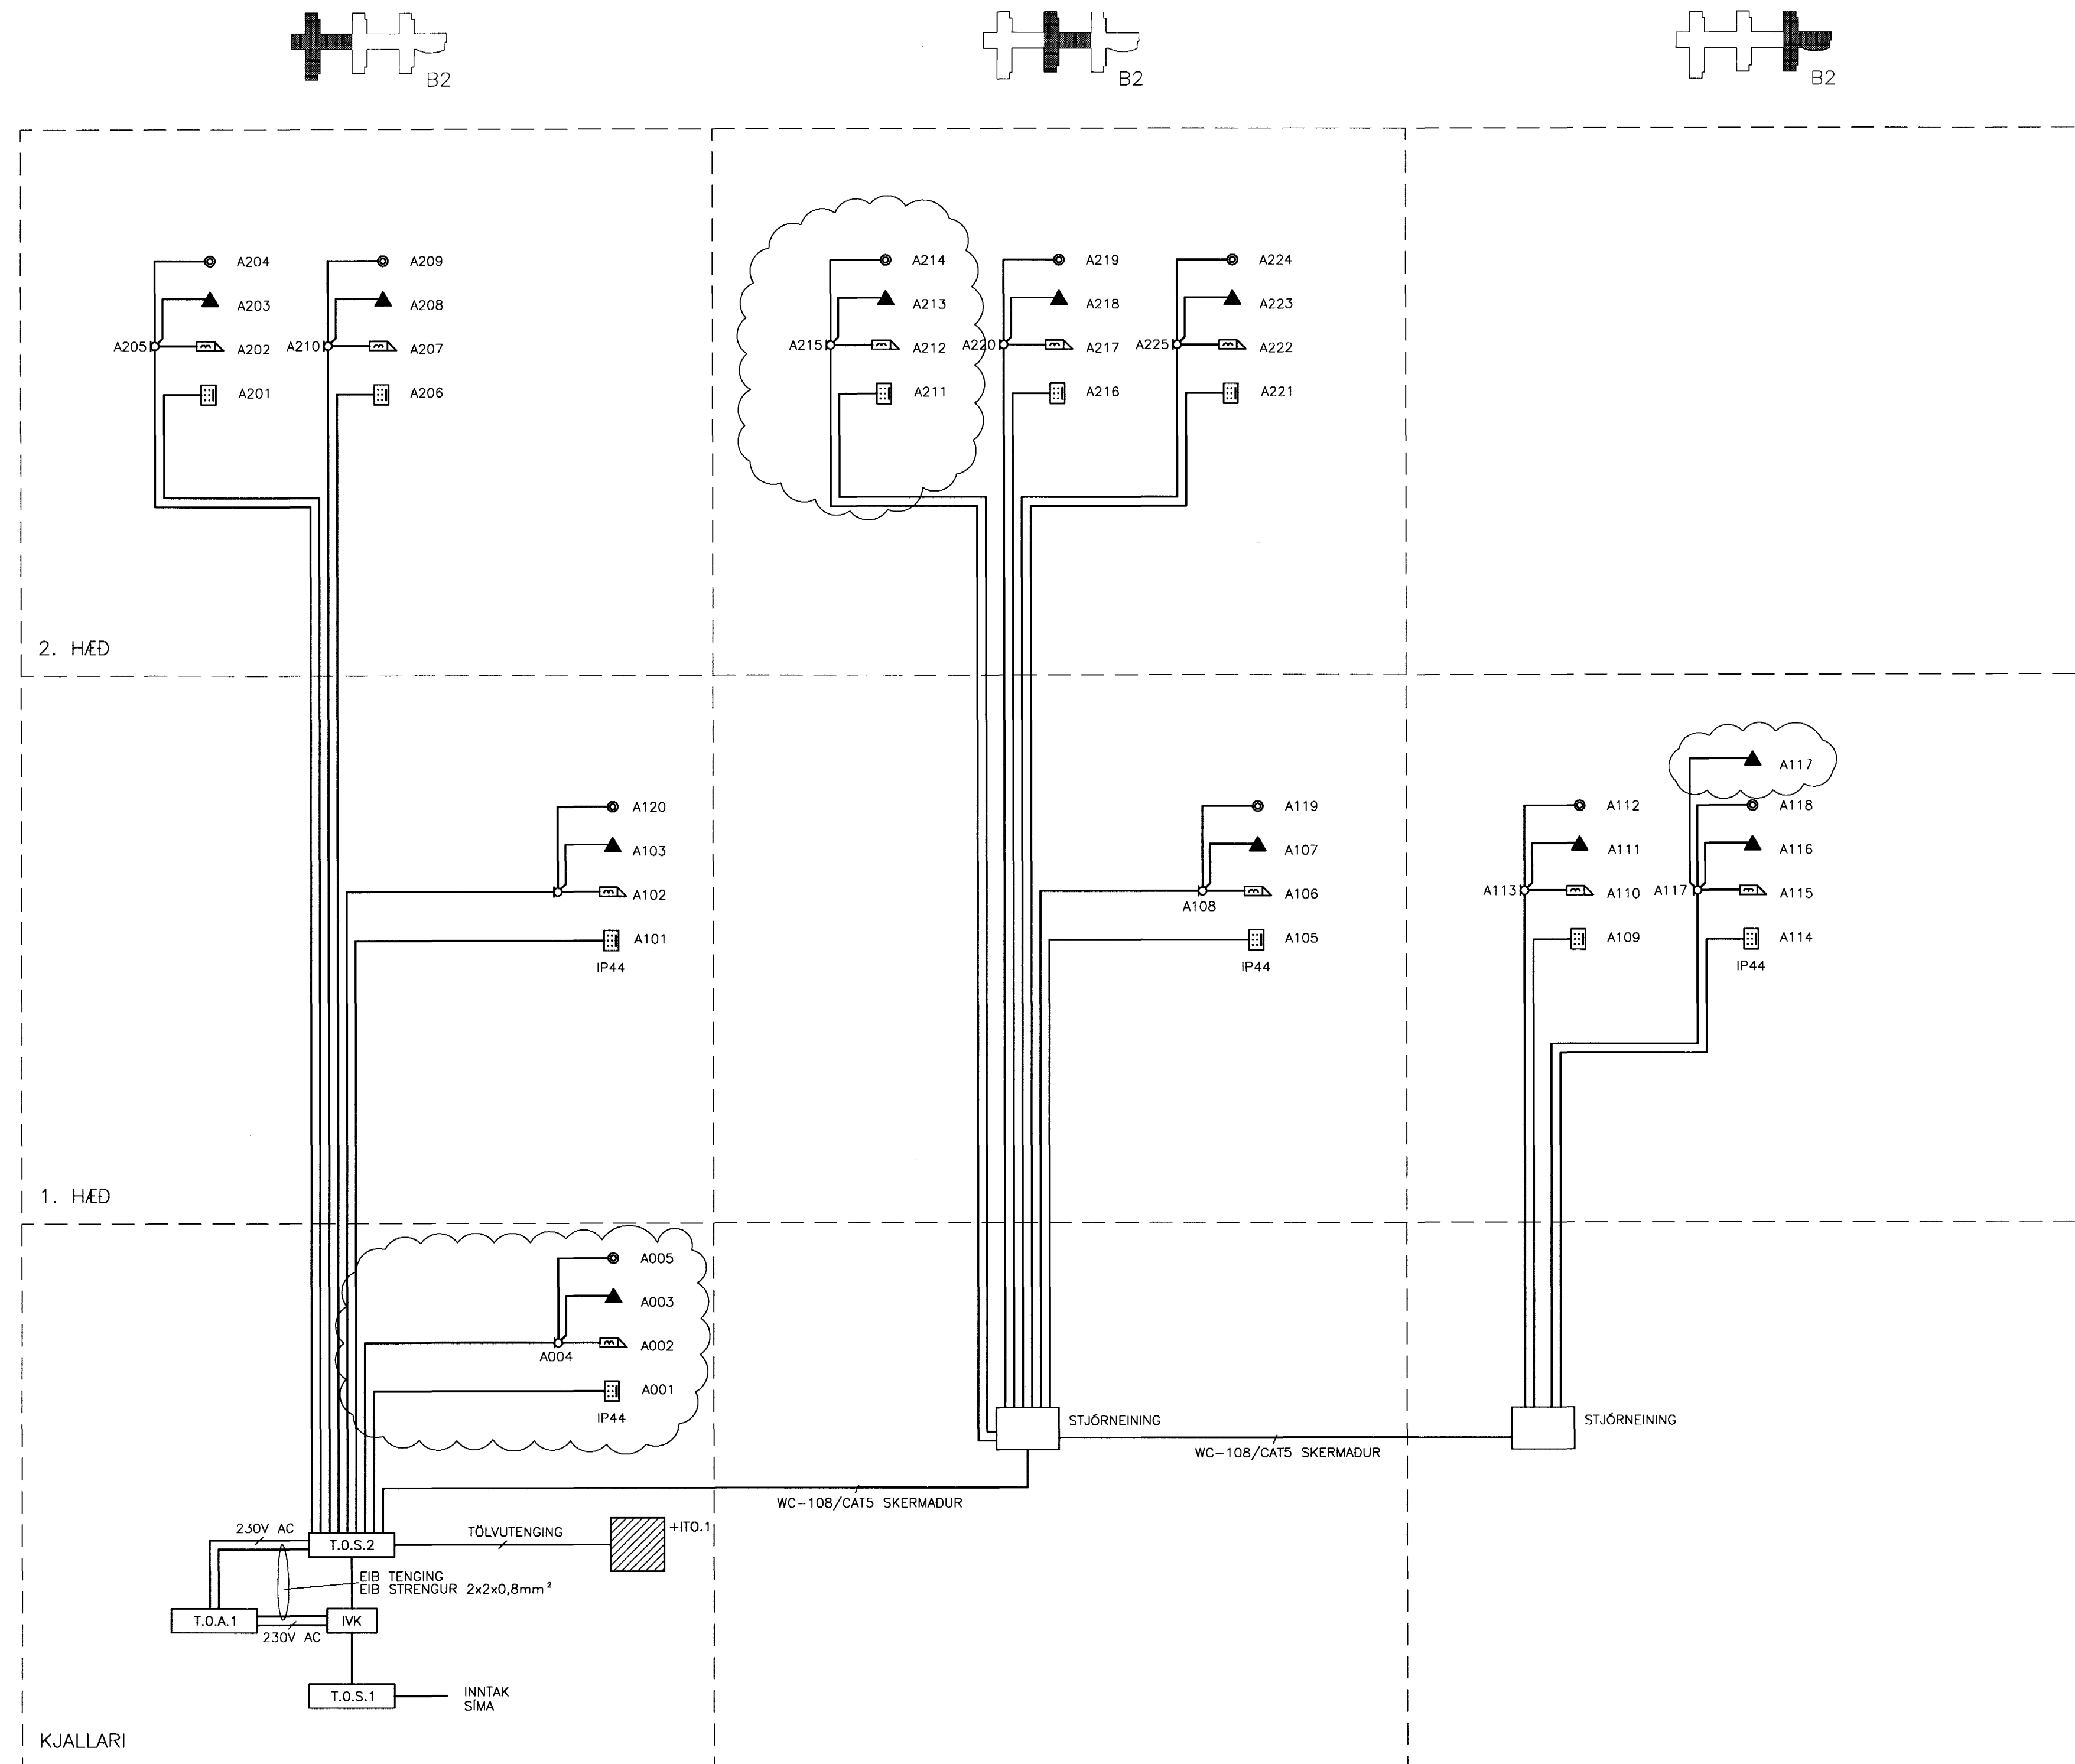 B2
B2
B2
A204
A209
A203
A208
A205
A202
A210
A207
A201
A206
A214
A219
A224
A213
A218
A223
A215
A212
A220
A217
A225
A222
A211
A216
A221
2. HÆÐ
A120
A103
A102
A101
IP44
A119
A107
A106
A108
A105
IP44
A117
A112
A118
A111
A116
A113
A110
A117
A115
A109
A114
IP44
1. HÆÐ
A005
A003
A002
A004
A001
IP44
STJÓRNEINING
STJÓRNEINING
WC-108/CAT5 SKERMAÐUR
WC-108/CAT5 SKERMAÐUR
230V AC
T.O.S.2
TÖLVUTENGING
+ITO.1
EIB TENGING
EIB STRENGUR 2x2x0,8mm²
T.O.A.1
IVK
230V AC
T.O.S.1
INNTAK
SÍMA
KJALLARI